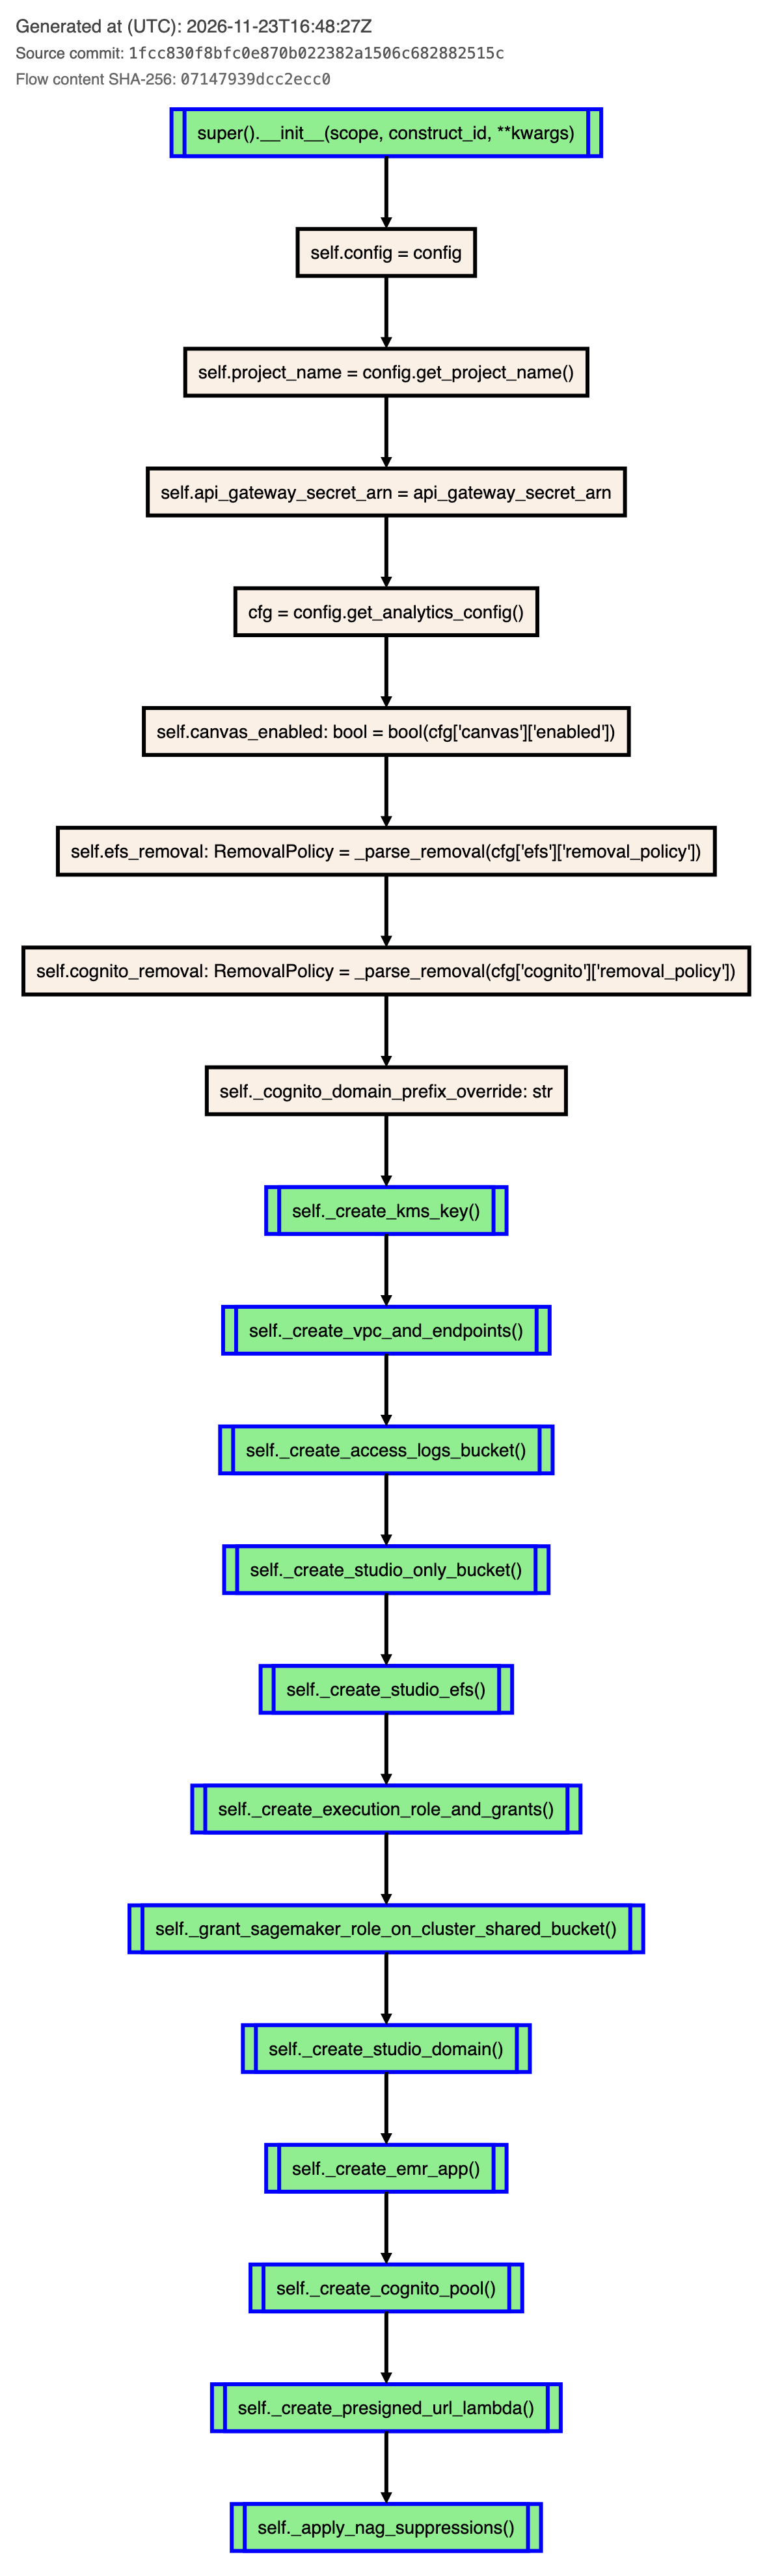 Generated at (UTC): 2026-11-23T16:48:27Z
Source commit: 1fcc830f8bfc0e870b022382a1506c682882515c
Flow content SHA-256: 07147939dcc2ecc0
super().__init__(scope, construct_id, **kwargs)
self.config = config
self.project_name = config.get_project_name()
self.api_gateway_secret_arn = api_gateway_secret_arn
cfg = config.get_analytics_config()
self.canvas_enabled: bool = bool(cfg['canvas']['enabled'])
self.efs_removal: RemovalPolicy = _parse_removal(cfg['efs']['removal_policy'])
self.cognito_removal: RemovalPolicy = _parse_removal(cfg['cognito']['removal_policy'])
self._cognito_domain_prefix_override: str
self._create_kms_key()
self._create_vpc_and_endpoints()
self._create_access_logs_bucket()
self._create_studio_only_bucket()
self._create_studio_efs()
self._create_execution_role_and_grants()
self._grant_sagemaker_role_on_cluster_shared_bucket()
self._create_studio_domain()
self._create_emr_app()
self._create_cognito_pool()
self._create_presigned_url_lambda()
self._apply_nag_suppressions()